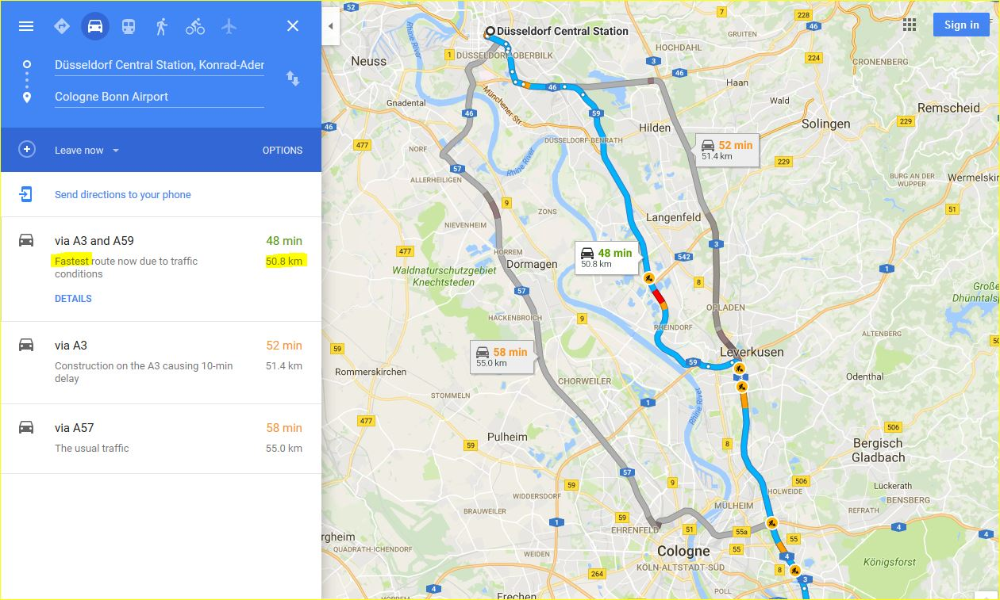 Düsseldorf Central Station, Konrad-Ader
Cologne Bonn Airport
Leave now
OPTIONS
Send directions to your phone
via A3 and A59
48 min
Fastest route now due to traffic
50.8 km
conditions
DETAILS
via A3
52 min
Construction on the A3 causing 10-min
51.4 km
delay
via A57
58 min
The usual traffic
55.0 km
Sign in
52
7
228
46
Düsseldorf Central Station
GRUITEN
HOCHDAHL
1
DÜSSELDORF-OBERBILK
Neuss
3
224
CRONENBERG
46
46
Haan
Remscheid
Rhine River
Münchener Str
Gnadental
Wald
46
59
Hilden
Solingen
229
46
477
DÜSSELDORF-BENRATH
52 min
51.4 km
NORF
Rhine River
57
229
ALLERHEILIGEN
BURG AN DER
WUPPER
Wermelskir
9
ZONS
Langenfeld
51
NIEVENHEIM
477
HORREM
48 min
50.8 km
3
Dormagen
542
Waldnaturschutzgebiet
Knechtsteden
8
1
Große
Dhünntalsp
57
OPLADEN
HACKENBROICH
9
RHEINDORF
ALTENBERG
59
58 min
55.0 km
Leverkusen
50
59
Rommerskirchen
3
Odenthal
CHORWEILER
STOMMELN
1
Rhine River
477
506
Pulheim
59
8
Bergisch
Gladbach
57
59
9
506
Lückerath
WIDDERSDORF
HOLWEIDE
BENSBERG
BRAUWEILER
MÜLHEIM
REFRATH
59
1
EHRENFELD
51
55a
4
4
rgheim
55
QUADRATH-ICHENDORF
WEIDEN
Cologne
55
4
Königsforst
264
KÖLN-ALTSTADT-SÜD
8
3
4
Frechen
POLL